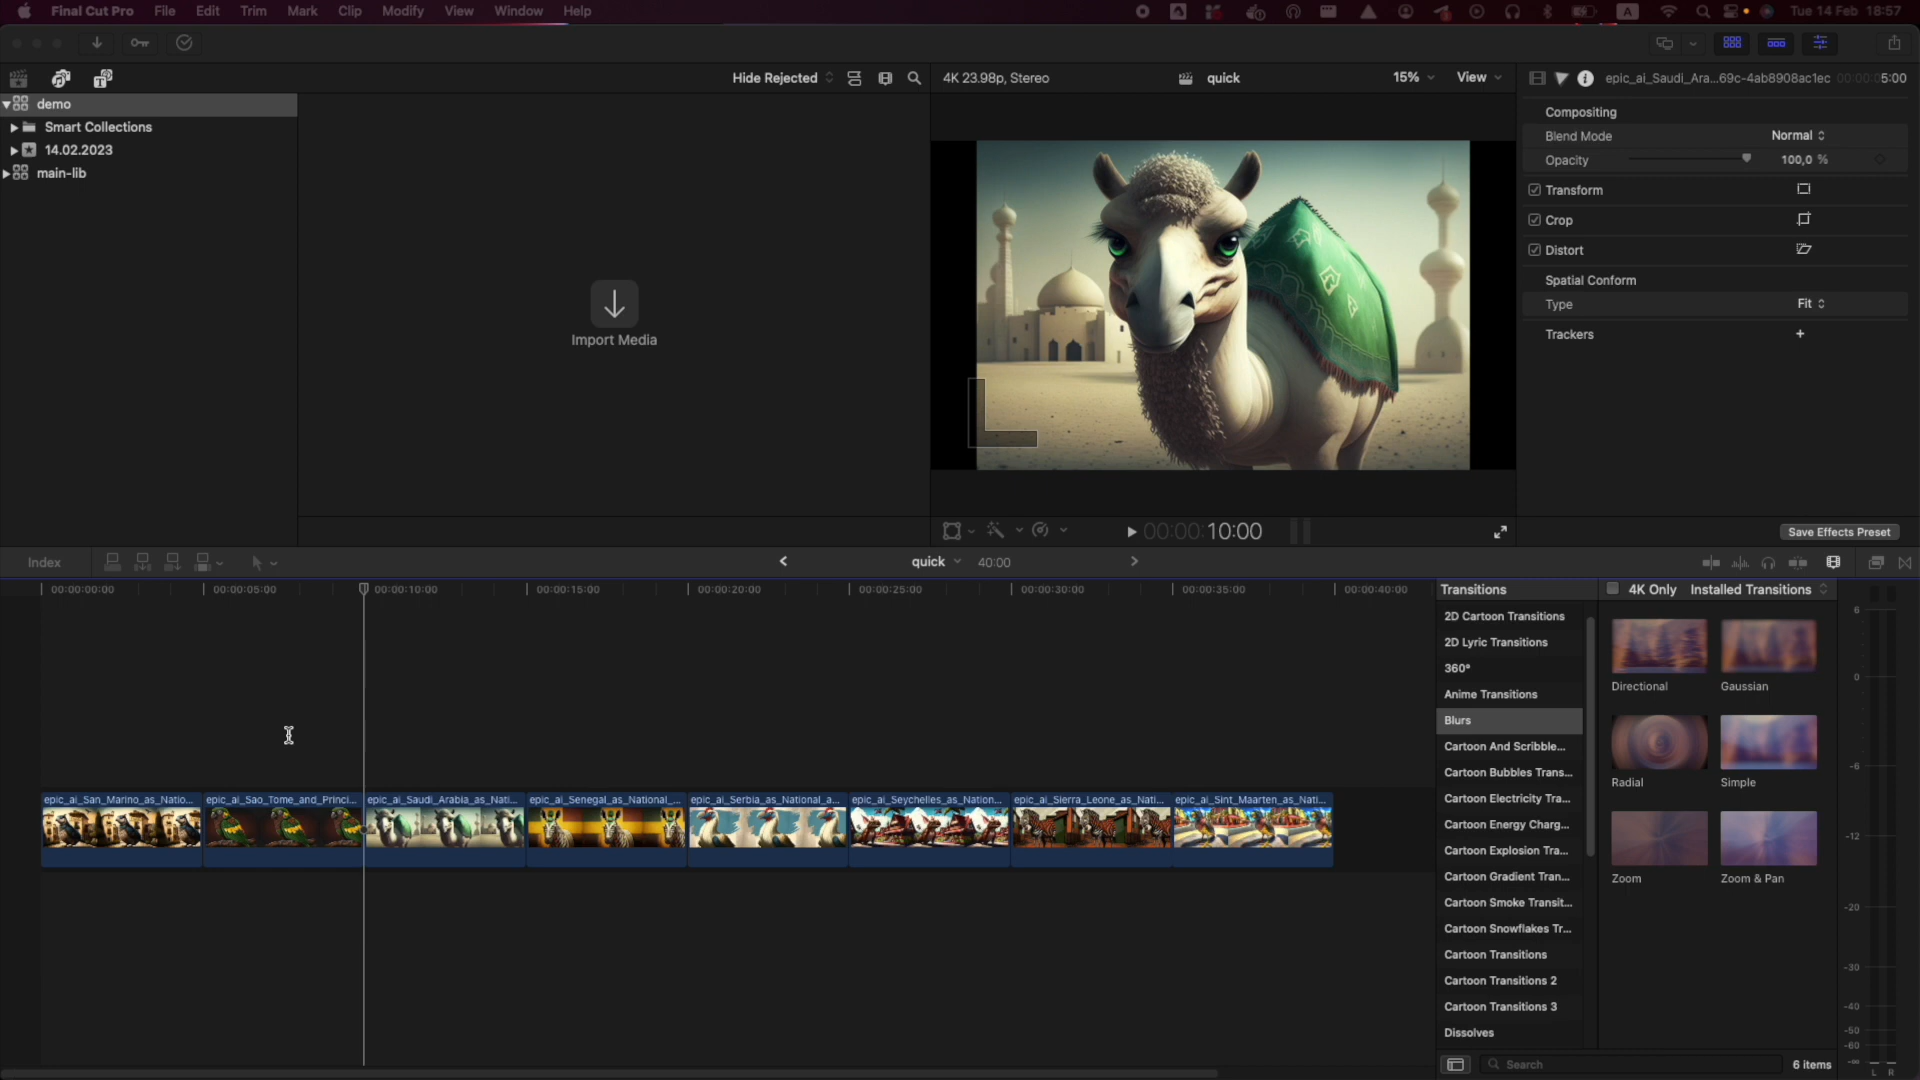 Final Cut Pro File Edit Trim Mark Clip Modify View Window Help
A Tue 14 Feb 18:57
Hide Rejected
4K 23.98p, Stereo quick 15% View
epic_ai_Saudi_Ara...69c-4ab8908ac1ec 00:00:05:00
demo
Smart Collections
14.02.2023
main-lib
Import Media
Compositing
Blend Mode Normal
Opacity 100,0 %
Transform
Crop
Distort
Spatial Conform
Type Fit
Trackers +
00:00:10:00
Save Effects Preset
Index
quick 40:00
00:00:00:00 00:00:05:00 00:00:10:00 00:00:15:00 00:00:20:00 00:00:25:00 00:00:30:00 00:00:35:00 00:00:40:00
epic_ai_San_Marino_as_Natio... epic_ai_Sao_Tome_and_Princi... epic_ai_Saudi_Arabia_as_Nati... epic_ai_Senegal_as_National_... epic_ai_Serbia_as_National_a... epic_ai_Seychelles_as_Nation... epic_ai_Sierra_Leone_as_Nati... epic_ai_Sint_Maarten_as_Nati...
Transitions
2D Cartoon Transitions
2D Lyric Transitions
360°
Anime Transitions
Blurs
Cartoon And Scribble...
Cartoon Bubbles Trans...
Cartoon Electricity Tra...
Cartoon Energy Charg...
Cartoon Explosion Tra...
Cartoon Gradient Tran...
Cartoon Smoke Transit...
Cartoon Snowflakes Tr...
Cartoon Transitions
Cartoon Transitions 2
Cartoon Transitions 3
Dissolves
4K Only Installed Transitions
Directional Gaussian
Radial Simple
Zoom Zoom & Pan
Search
6 items
6
0
-6
-12
-20
-30
-40
-50
-60
-∞
L R